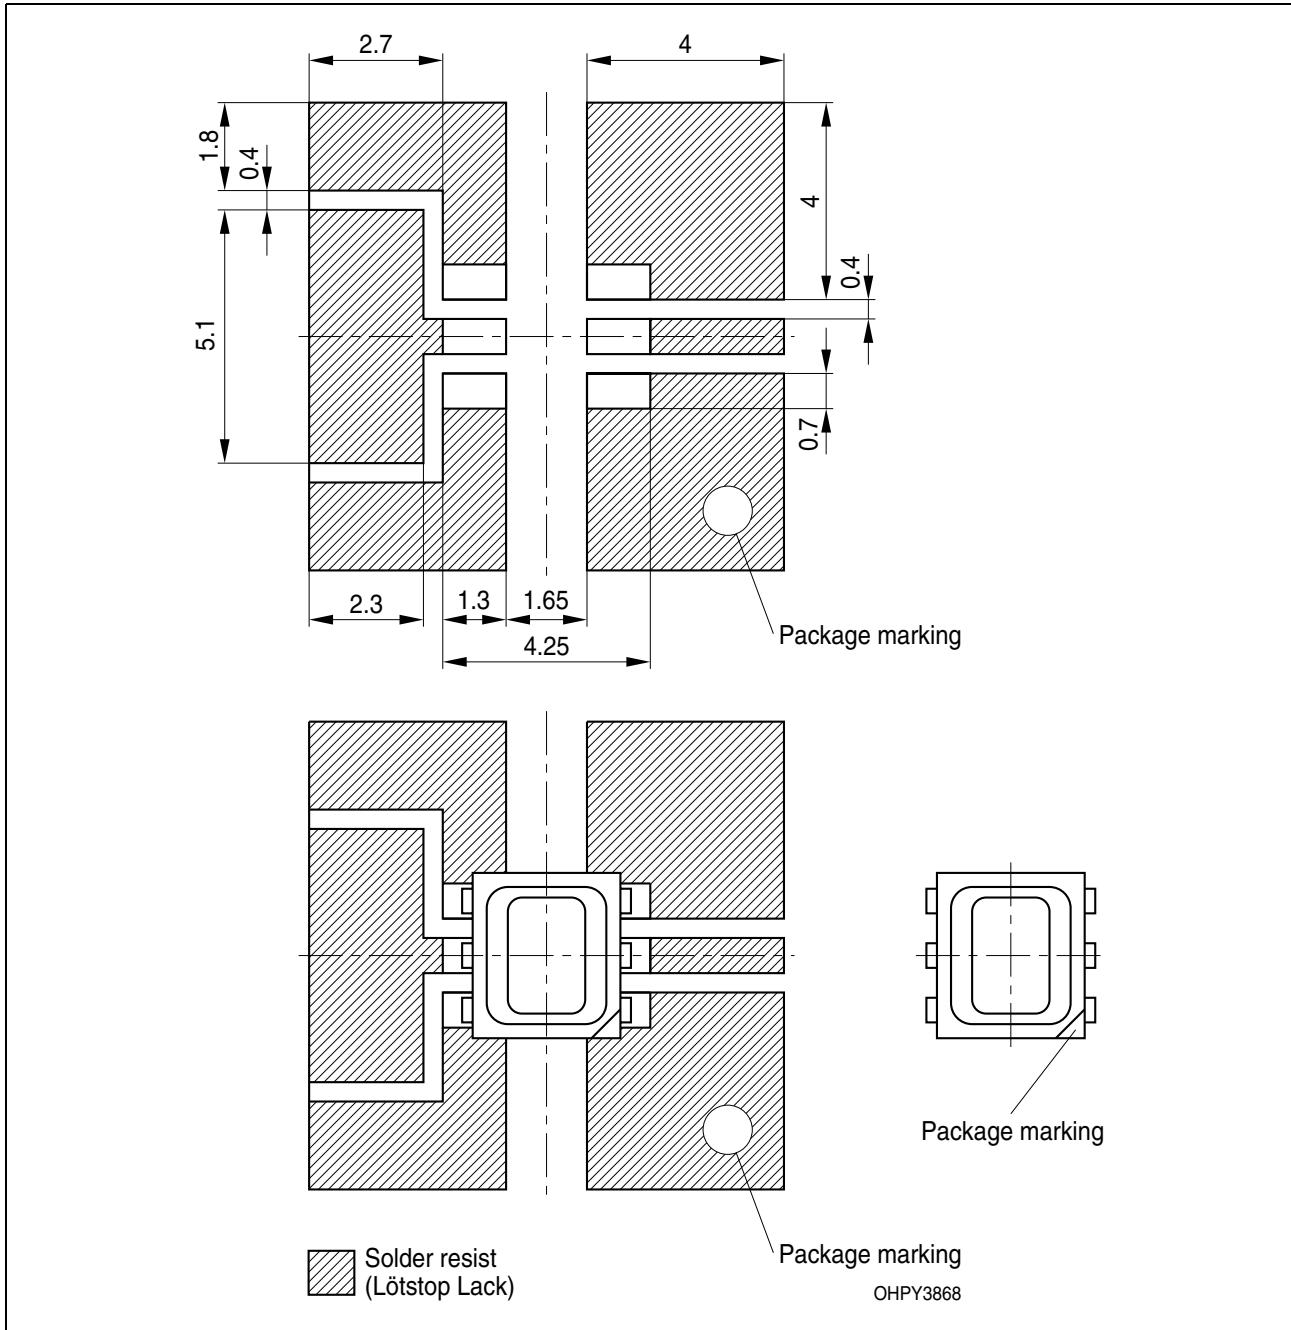 2.7
4
1.8
0.4
4
0.4
5.1
0.7
2.3
1.3
1.65
4.25
Package marking
Package marking
Package marking
Solder resist
(Lötstop Lack)
OHPY3868